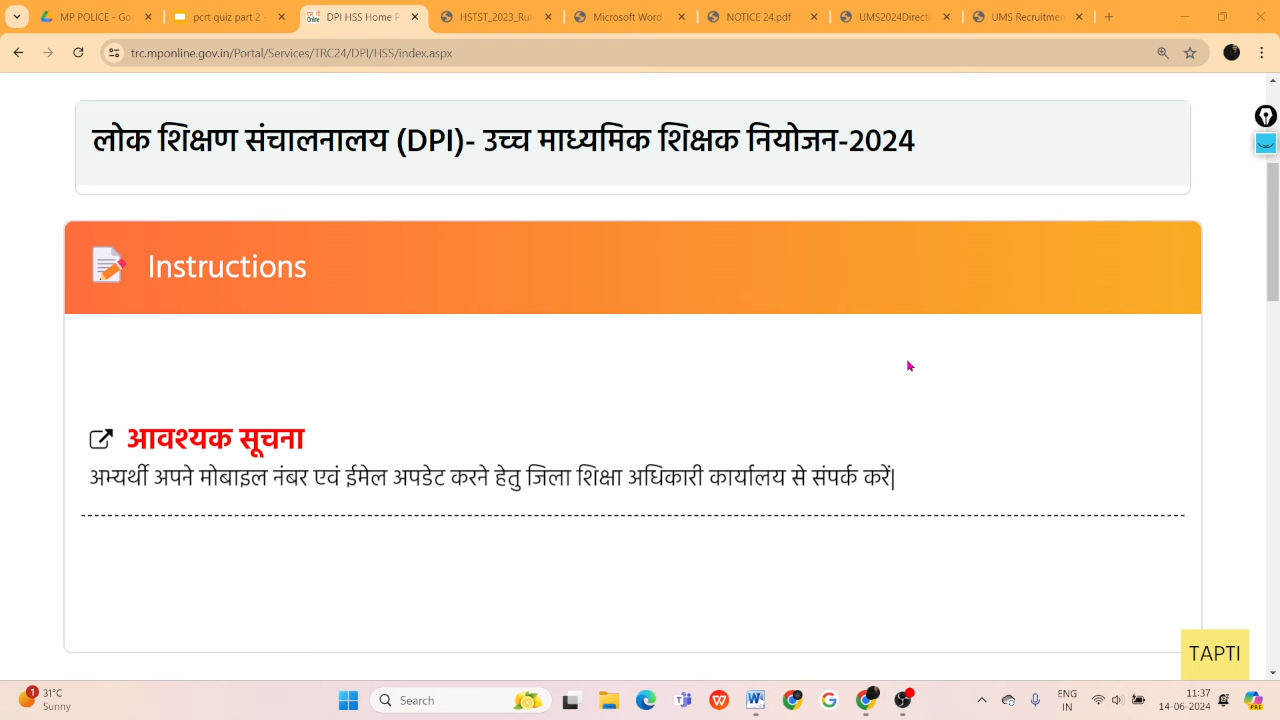 MP POLICE - Goo
pcrt quiz part 2 -
DPI HSS Home P
HSTST_2023_Rul
Microsoft Word
NOTICE 24.pdf
UMS2024Directi
UMS Recruitmen
trc.mponline.gov.in/Portal/Services/TRC24/DPI/HSS/index.aspx
लोक शिक्षण संचालनालय (DPI)- उच्च माध्यमिक शिक्षक नियोजन-2024
Instructions
आवश्यक सूचना
अभ्यर्थी अपने मोबाइल नंबर एवं ईमेल अपडेट करने हेतु जिला शिक्षा अधिकारी कार्यालय से संपर्क करें|
TAPTI
1
31°C
Sunny
Search
ENG
IN
11:37
14-06-2024